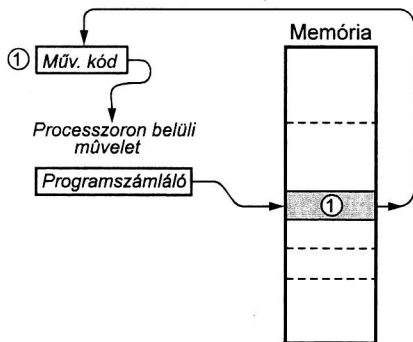 Memória
① Műv. kód
Processzoron belüli
művelet
Programszámláló
①